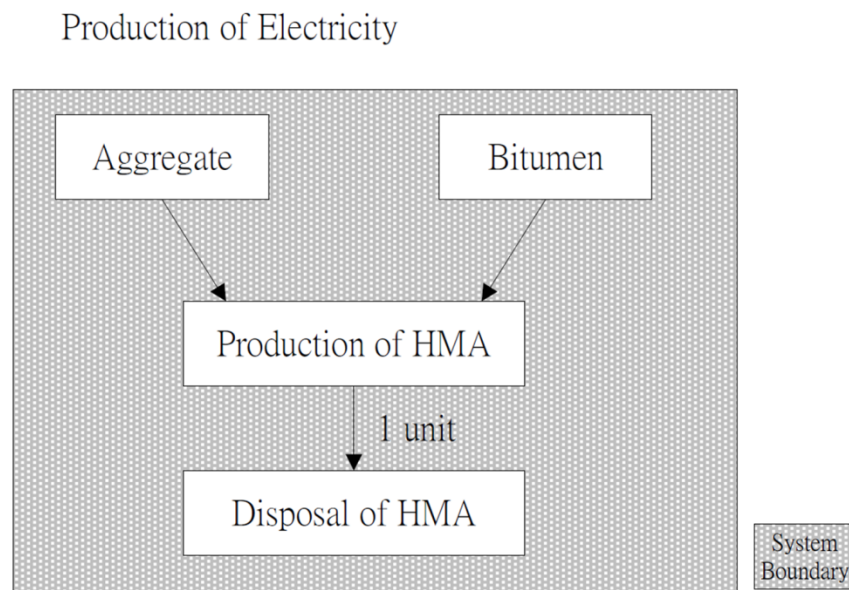 Production of Electricity
Aggregate
Bitumen
Production of HMA
1 unit
Disposal of HMA
System
Boundary